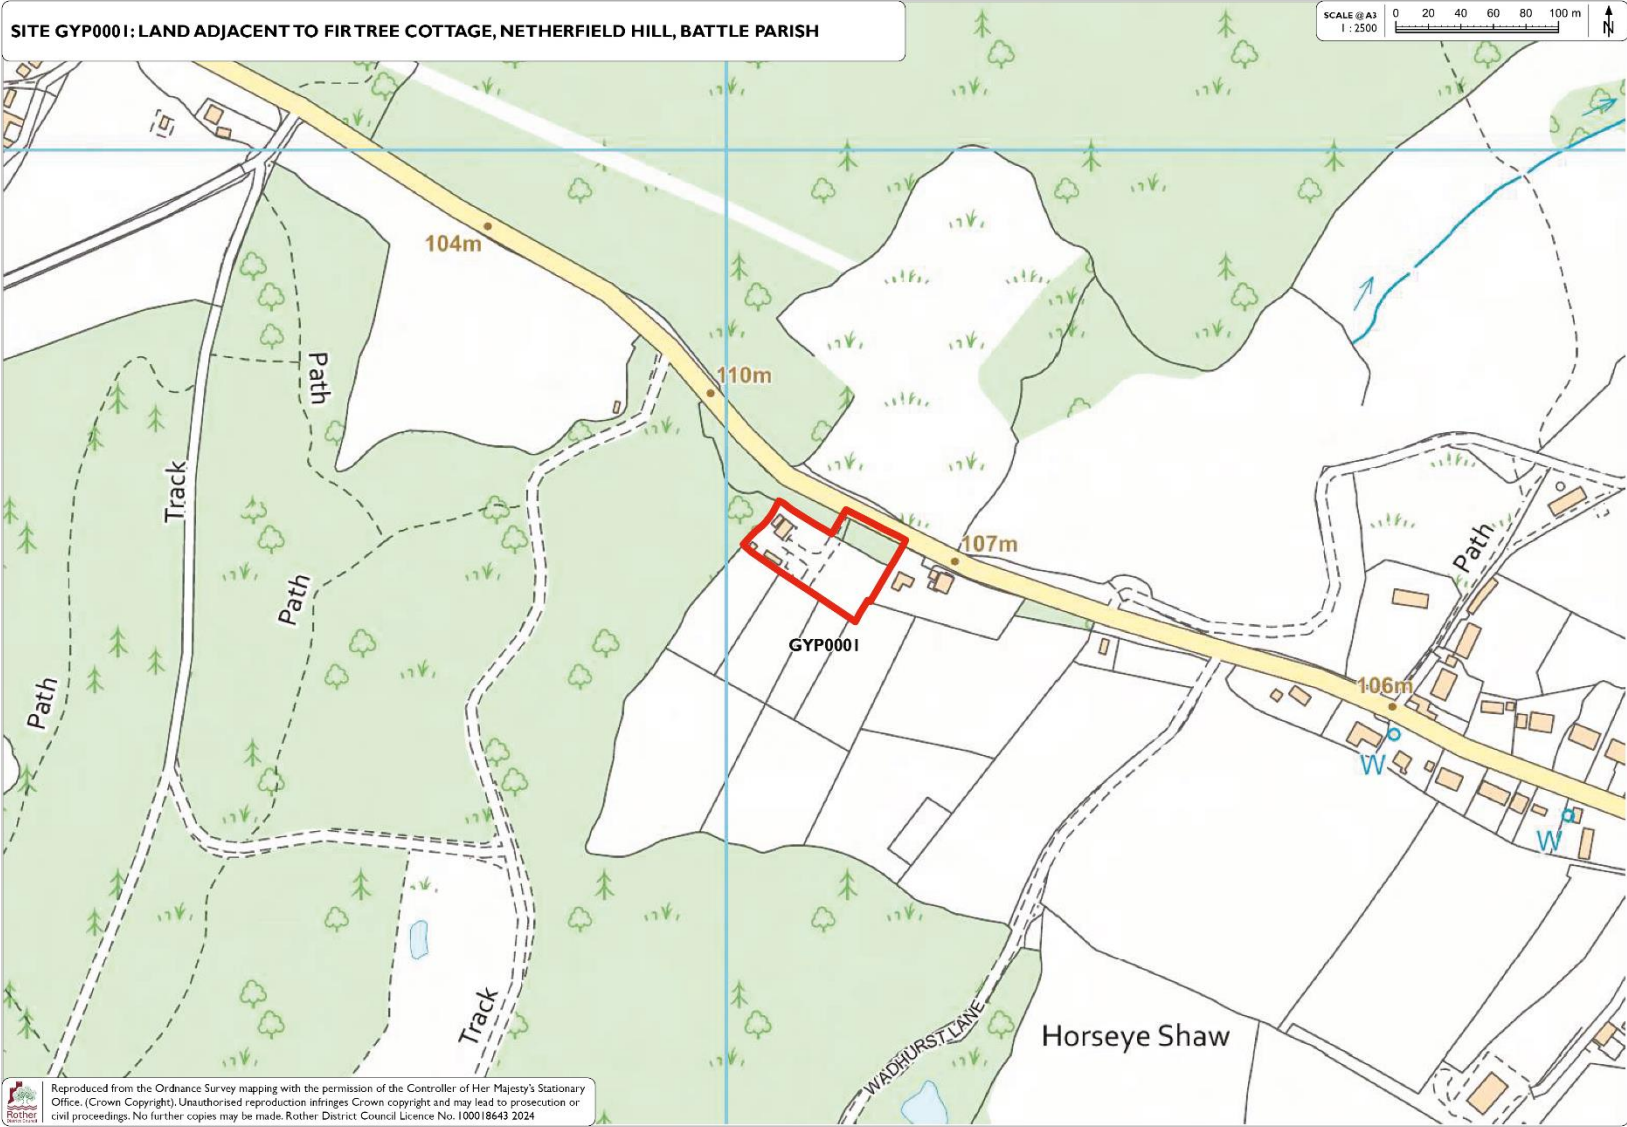 SITE GYP0001: LAND ADJACENT TO FIR TREE COTTAGE, NETHERFIELD HILL, BATTLE PARISH
SCALE @ A3
1 : 2500
0 20 40 60 80 100 m
N
104m
110m
Path
Track
107m
Path
Path
GYP0001
Path
106m
W
W
Track
WADHURST LANE
Horseye Shaw
Rother
District Council
Reproduced from the Ordnance Survey mapping with the permission of the Controller of Her Majesty's Stationary
Office. (Crown Copyright). Unauthorised reproduction infringes Crown copyright and may lead to prosecution or
civil proceedings. No further copies may be made. Rother District Council Licence No. 100018643 2024